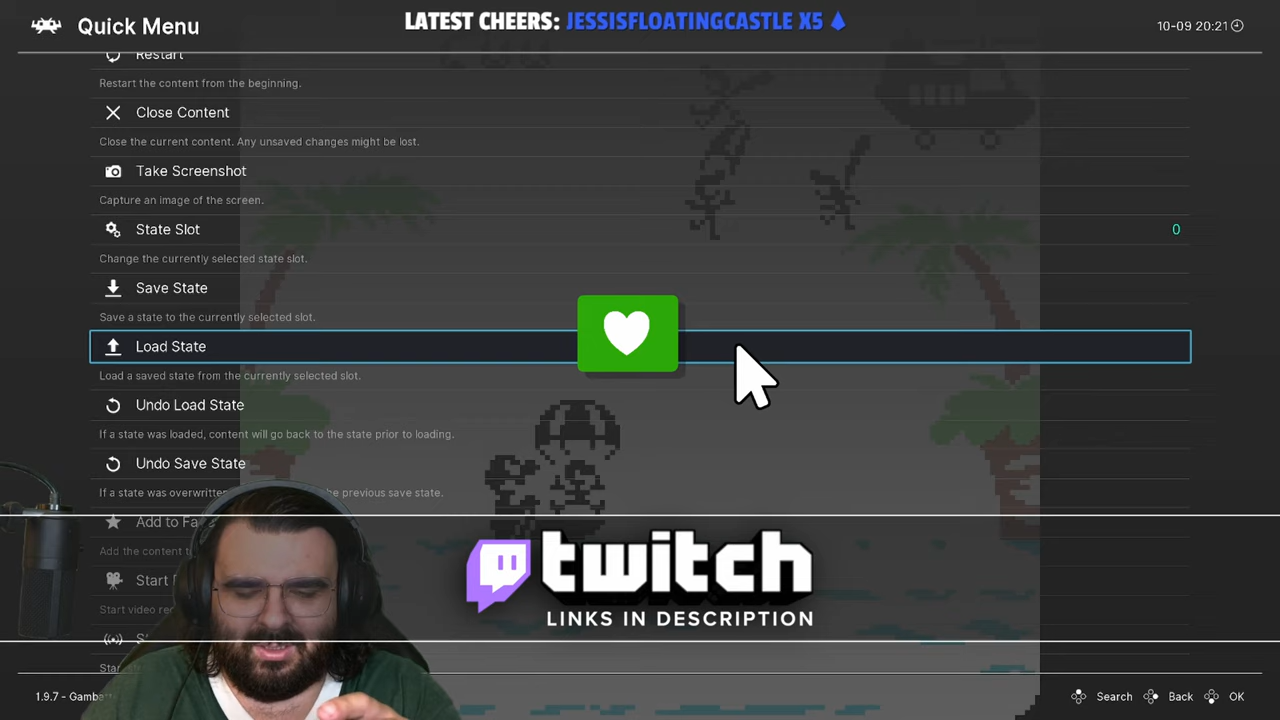 Quick Menu
LATEST CHEERS: JESSISFLOATINGCASTLE X5
10-09 20:21
Restart
Restart the content from the beginning.
Close Content
Close the current content. Any unsaved changes might be lost.
Take Screenshot
Capture an image of the screen.
State Slot
0
Change the currently selected state slot.
Save State
Save a state to the currently selected slot.
Load State
Load a saved state from the currently selected slot.
Undo Load State
If a state was loaded, content will go back to the state prior to loading.
Undo Save State
If a state was overwritten
previous save state.
Add to Fa
Add the content
Start
twitch
Start video
LINKS IN DESCRIPTION
1.9.7 - Gamba
Search
Back
OK